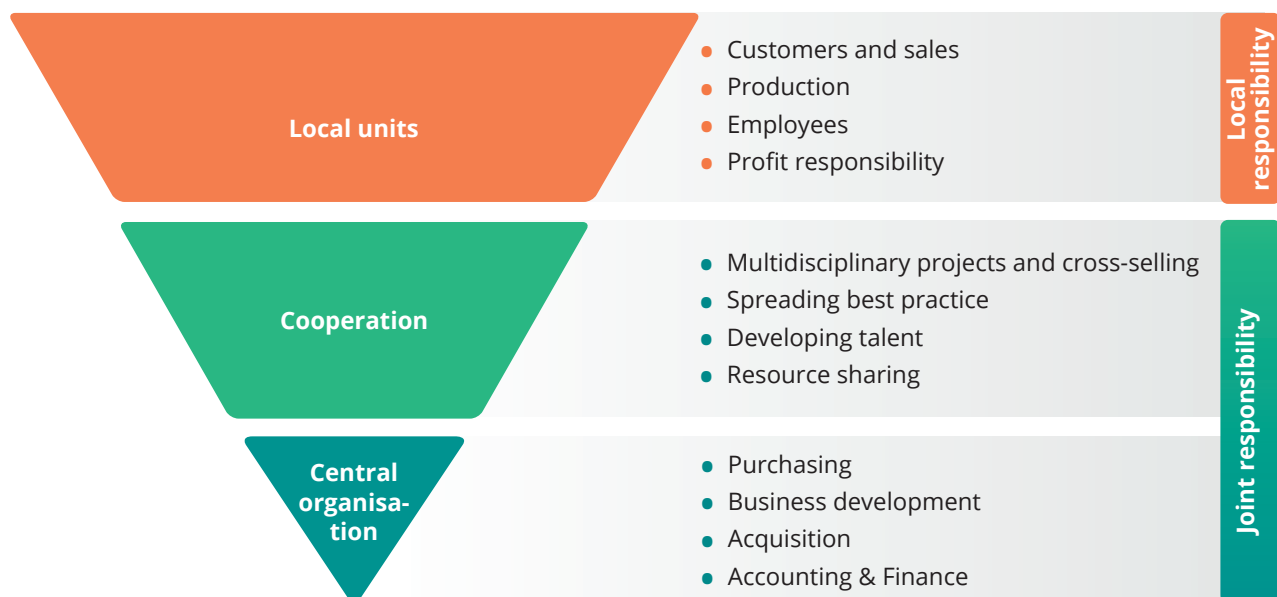 Local units
Customers and sales
Production
Employees
Profit responsibility
Local
responsibility
Cooperation
Multidisciplinary projects and cross-selling
Spreading best practice
Developing talent
Resource sharing
Central
organisa-
tion
Purchasing
Business development
Acquisition
Accounting & Finance
Joint responsibility